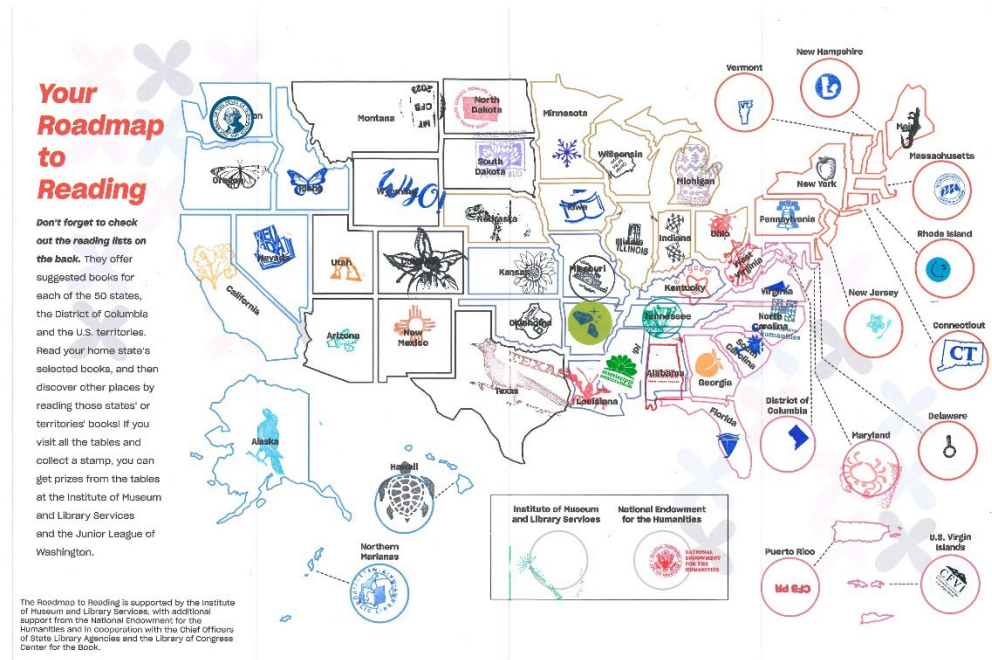 Your
Roadmap
to
Reading
Don't forget to check
out the reading lists on
the back. They offer
suggested books for
each of the 50 states,
the District of Columbia
and the U.S. territories.
Read your home state's
selected books, and then
discover other places by
reading those states' or
territories' books! If you
visit all the tables and
collect a stamp, you can
get prizes from the tables
at the Institute of Museum
and Library Services
and the Junior League of
Washington.
The Roadmap to Reading is supported by the Institute
of Museum and Library Services, with additional
support from the National Endowment for the
Humanities and in cooperation with the Chief Officers
of State Library Agencies and the Library of Congress
Center for the Book.
Montana
MT
CFB
2023
North
Dakota
Minnesota
Vermont
New Hampshire
Maine
Massachusetts
Oregon
Idaho
Wyoming
WYO!
South
Dakota
Wisconsin
Michigan
New York
Nebraska
Iowa
Illinois
ILLINOIS
Indiana
Ohio
Pennsylvania
Rhode Island
Nevada
Utah
Kansas
Missouri
Kentucky
West
Virginia
Virginia
New Jersey
California
Arizona
New
Mexico
Oklahoma
Tennessee
North
Carolina
Humanities
South
Carolina
Connecticut
CT
Texas
TEXAS
Louisiana
Alabama
Georgia
Florida
District of
Columbia
Maryland
Delaware
Alaska
Hawaii
Northern
Marianas
Institute of Museum
and Library Services
National Endowment
for the Humanities
NATIONAL
ENDOWMENT
FOR THE
HUMANITIES
Puerto Rico
CFB PR
U.S. Virgin
Islands
CFVI